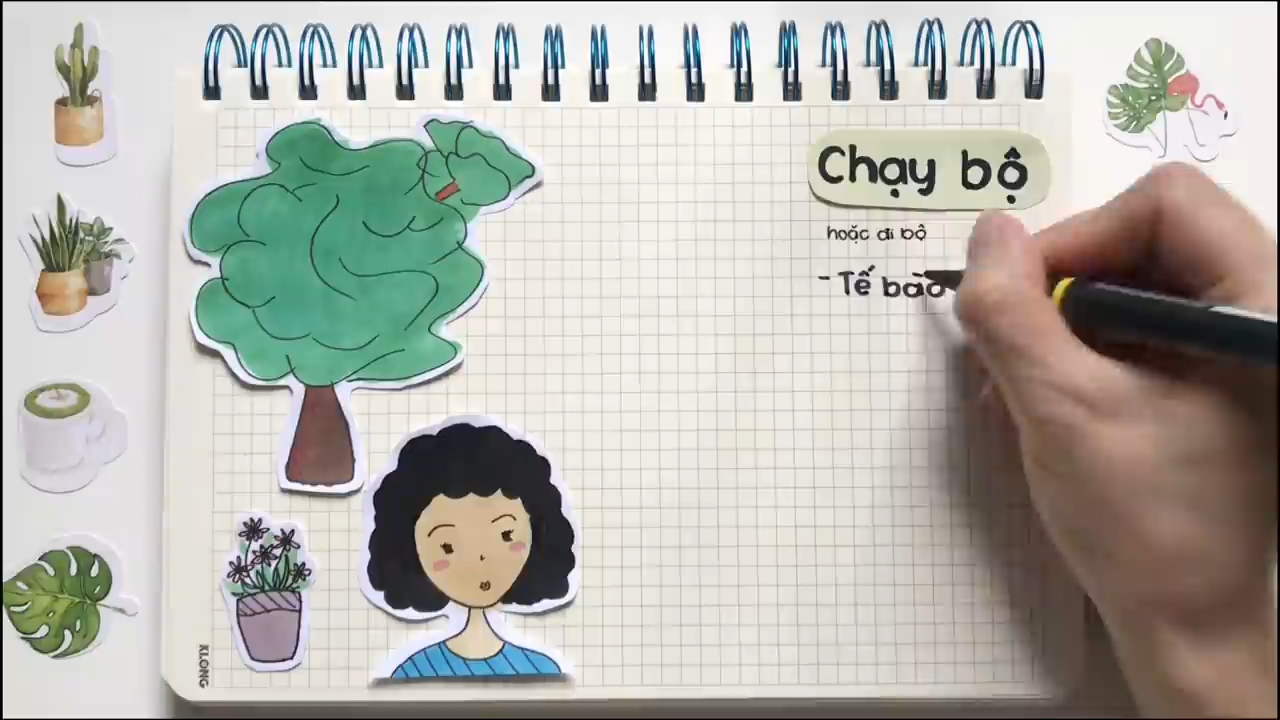 Chạy bộ
hoặc đi bộ
- Tế bào
KLONG